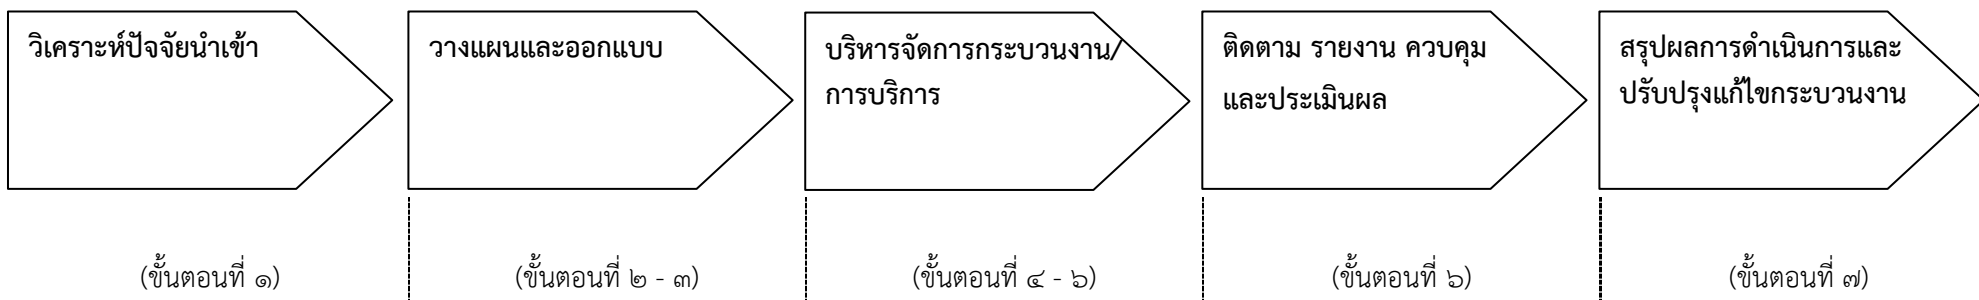 วิเคราะห์ปัจจัยนำเข้า
วางแผนและออกแบบ
บริหารจัดการกระบวนงาน/
การบริการ
ติดตาม รายงาน ควบคุม
และประเมินผล
สรุปผลการดำเนินการและ
ปรับปรุงแก้ไขกระบวนงาน
(ขั้นตอนที่ ๑)
(ขั้นตอนที่ ๒ - ๓)
(ขั้นตอนที่ ๔ - ๖)
(ขั้นตอนที่ ๖)
(ขั้นตอนที่ ๗)